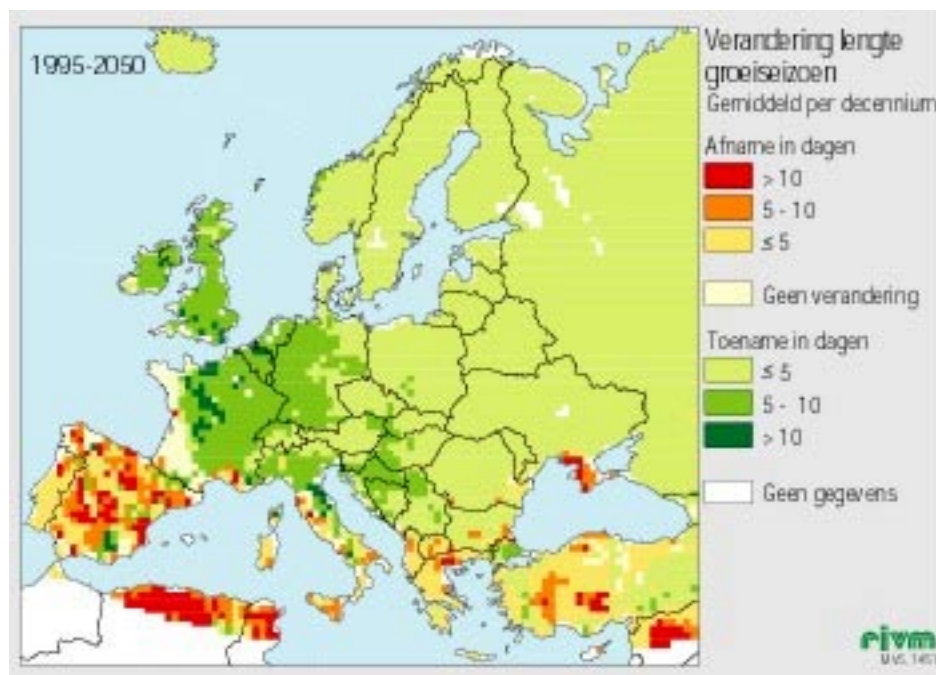 1995-2050
Verandering lengte
groeiseizoen
Gemiddeld per decennium
Afname in dagen
> 10
5 - 10
≤ 5
Geen verandering
Toename in dagen
≤ 5
5 - 10
> 10
Geen gegevens
rivm